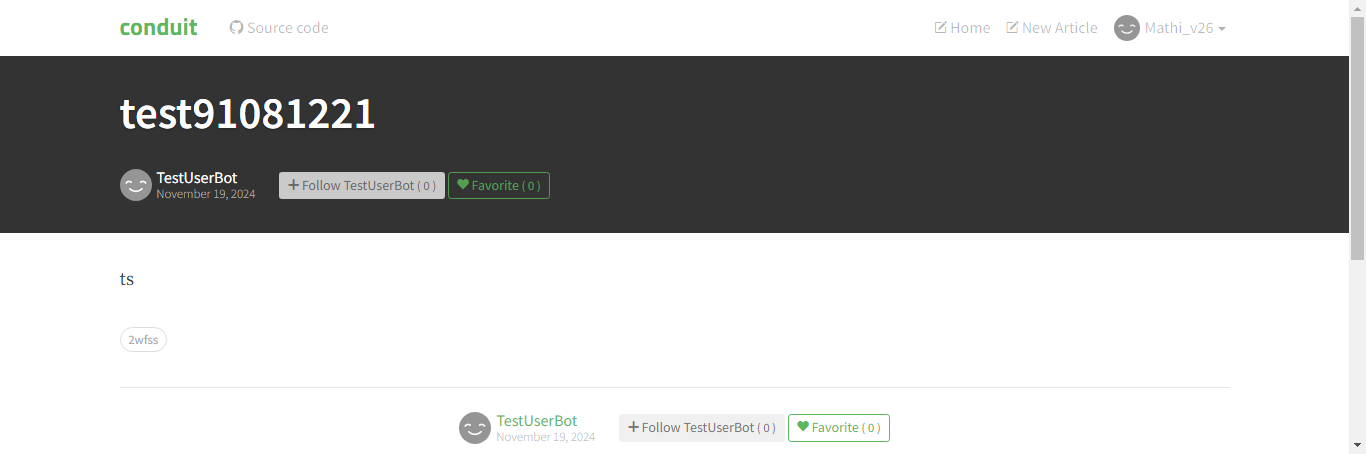 conduit Source code Home New Article Mathi_v26
test91081221
TestUserBot
November 19, 2024
Follow TestUserBot ( 0 ) Favorite ( 0 )
ts
2wfss
TestUserBot
November 19, 2024
Follow TestUserBot ( 0 ) Favorite ( 0 )